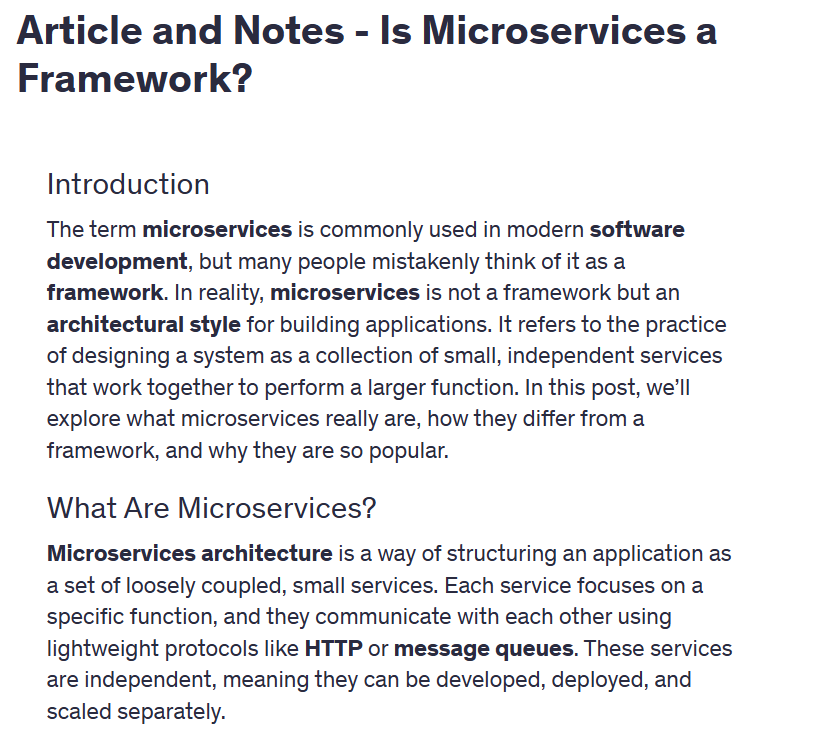 Article and Notes - Is Microservices a
Framework?
Introduction
The term microservices is commonly used in modern software
development, but many people mistakenly think of it as a
framework. In reality, microservices is not a framework but an
architectural style for building applications. It refers to the practice
of designing a system as a collection of small, independent services
that work together to perform a larger function. In this post, we’ll
explore what microservices really are, how they differ from a
framework, and why they are so popular.
What Are Microservices?
Microservices architecture is a way of structuring an application as
a set of loosely coupled, small services. Each service focuses on a
specific function, and they communicate with each other using
lightweight protocols like HTTP or message queues. These services
are independent, meaning they can be developed, deployed, and
scaled separately.